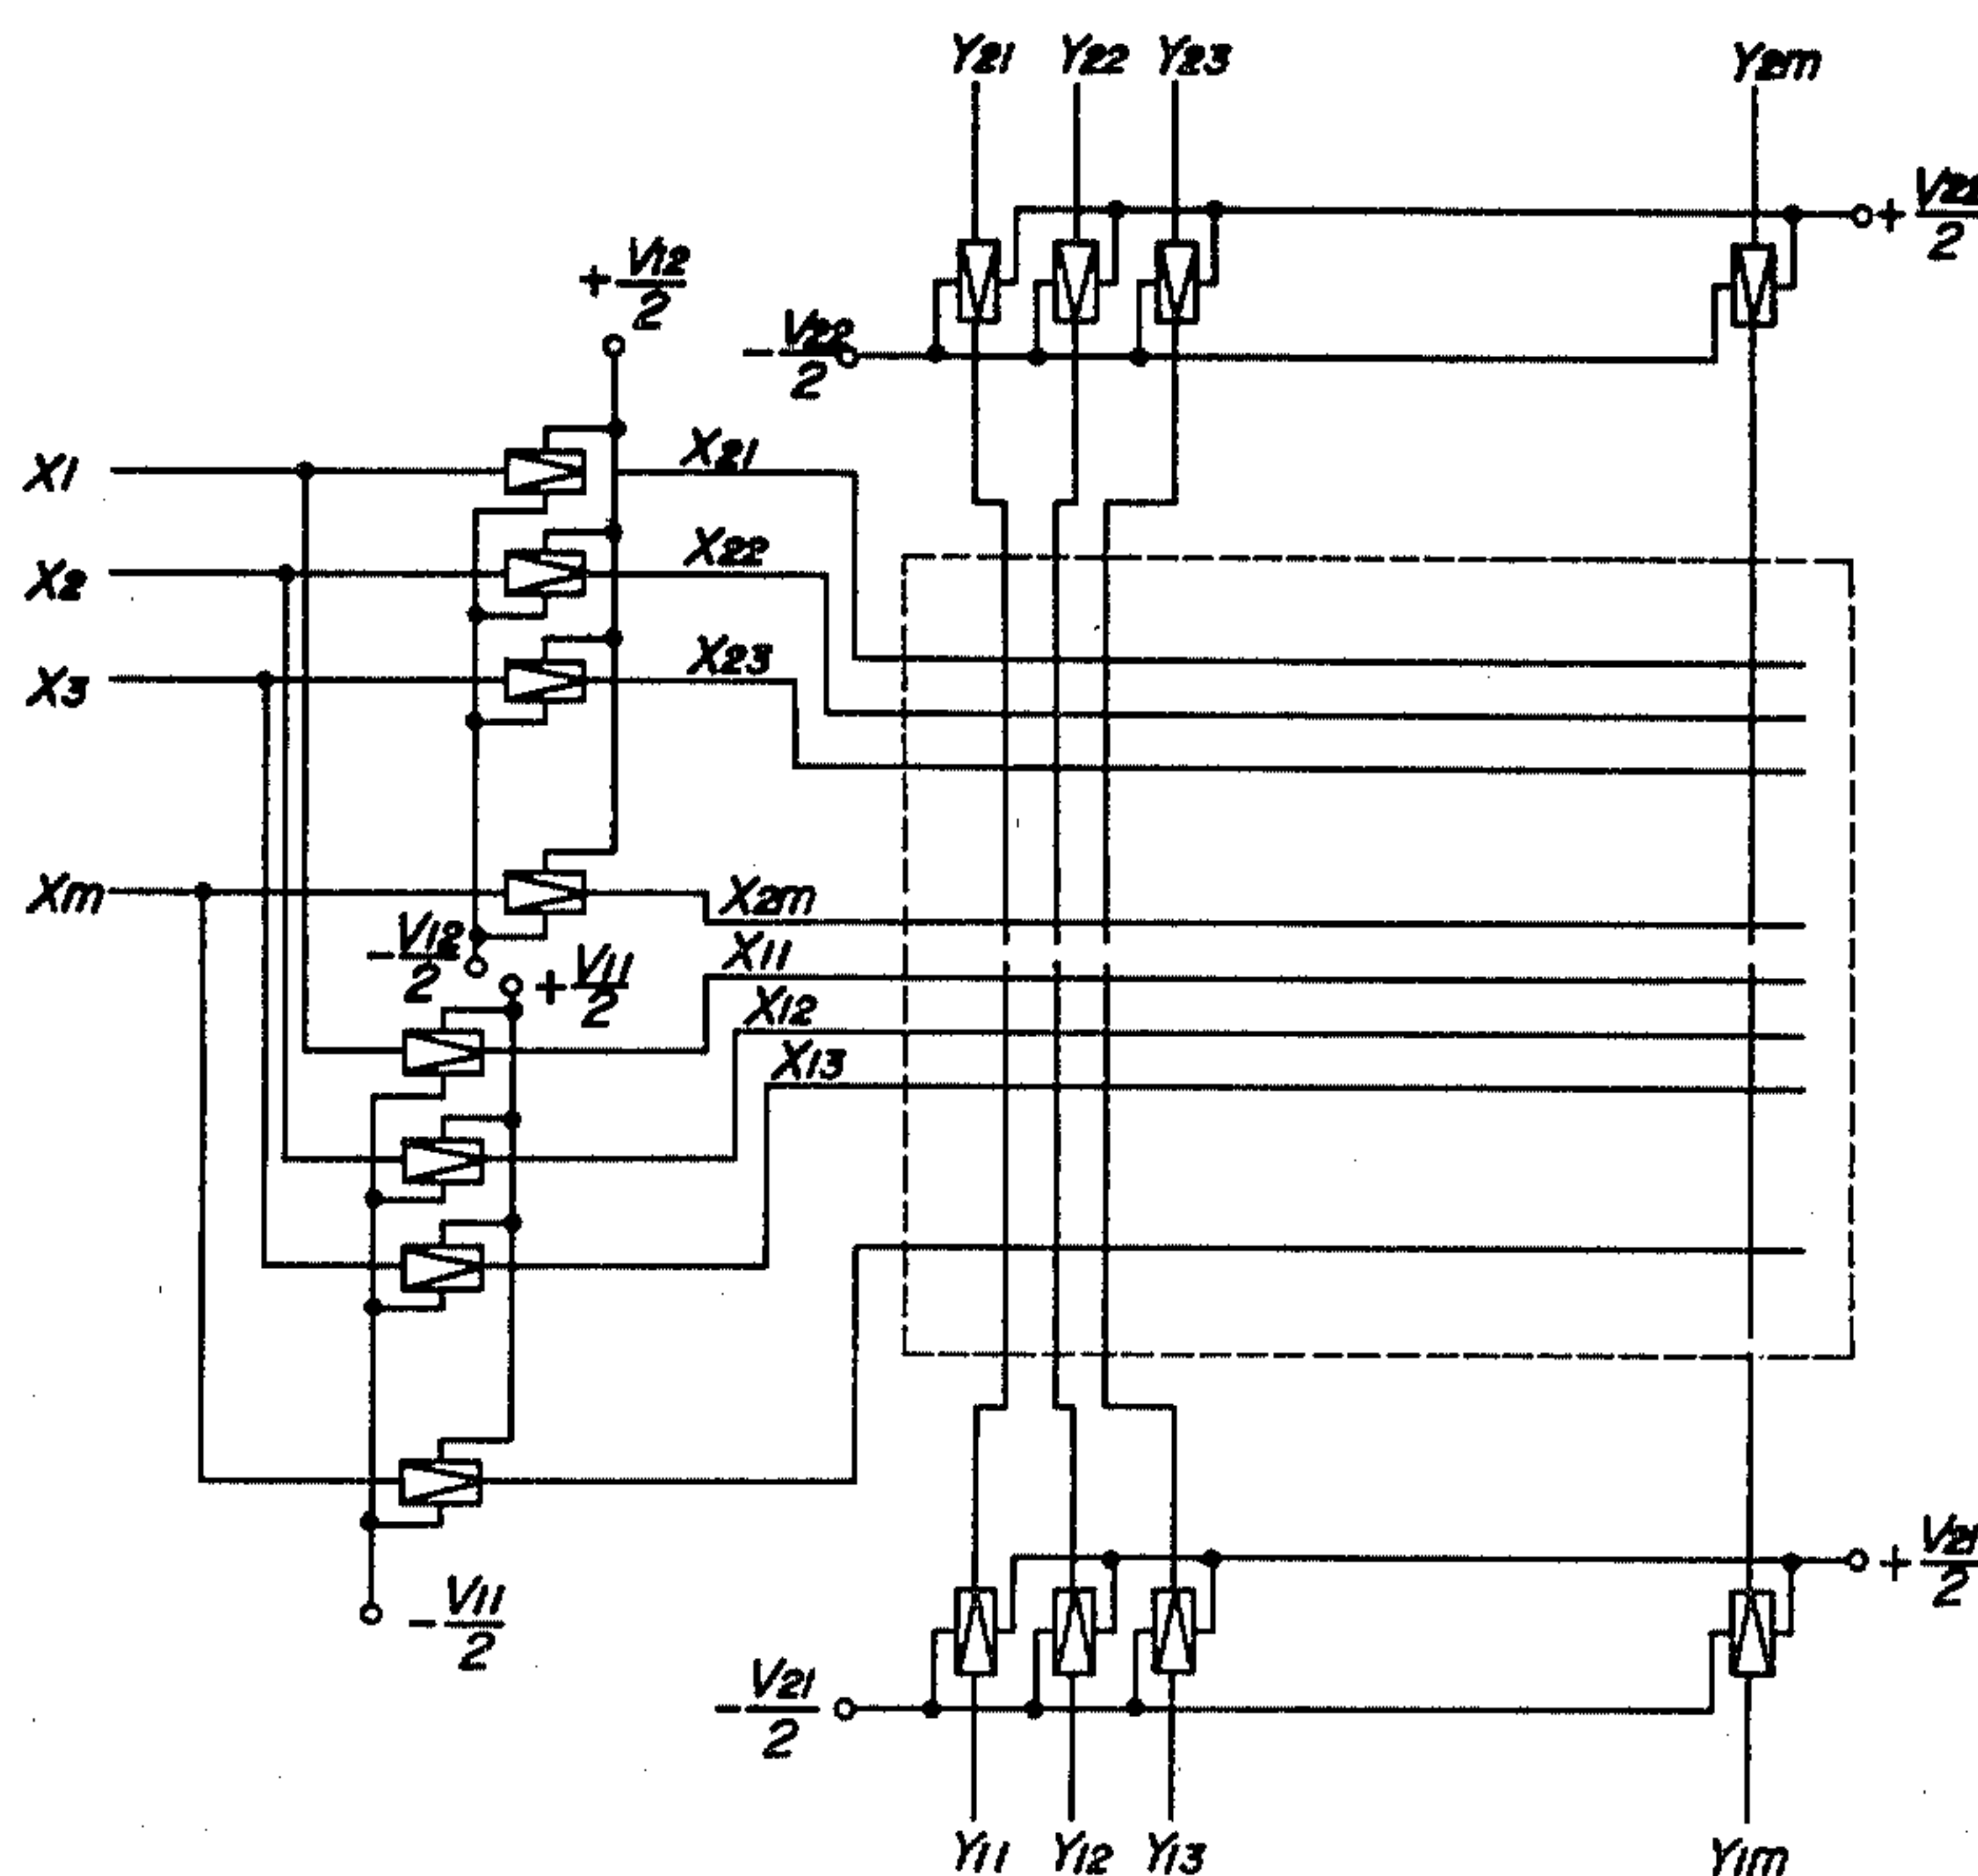 Y21 Y22 Y23 Y2m
+ V22/2
+ V12/2
- V22/2
X1
X21
X2
X22
X3
X23
Xm
X2m
- V12/2
+ V11/2
X11
X12
X13
- V11/2
+ V21/2
- V21/2
Y11 Y12 Y13 Y1m